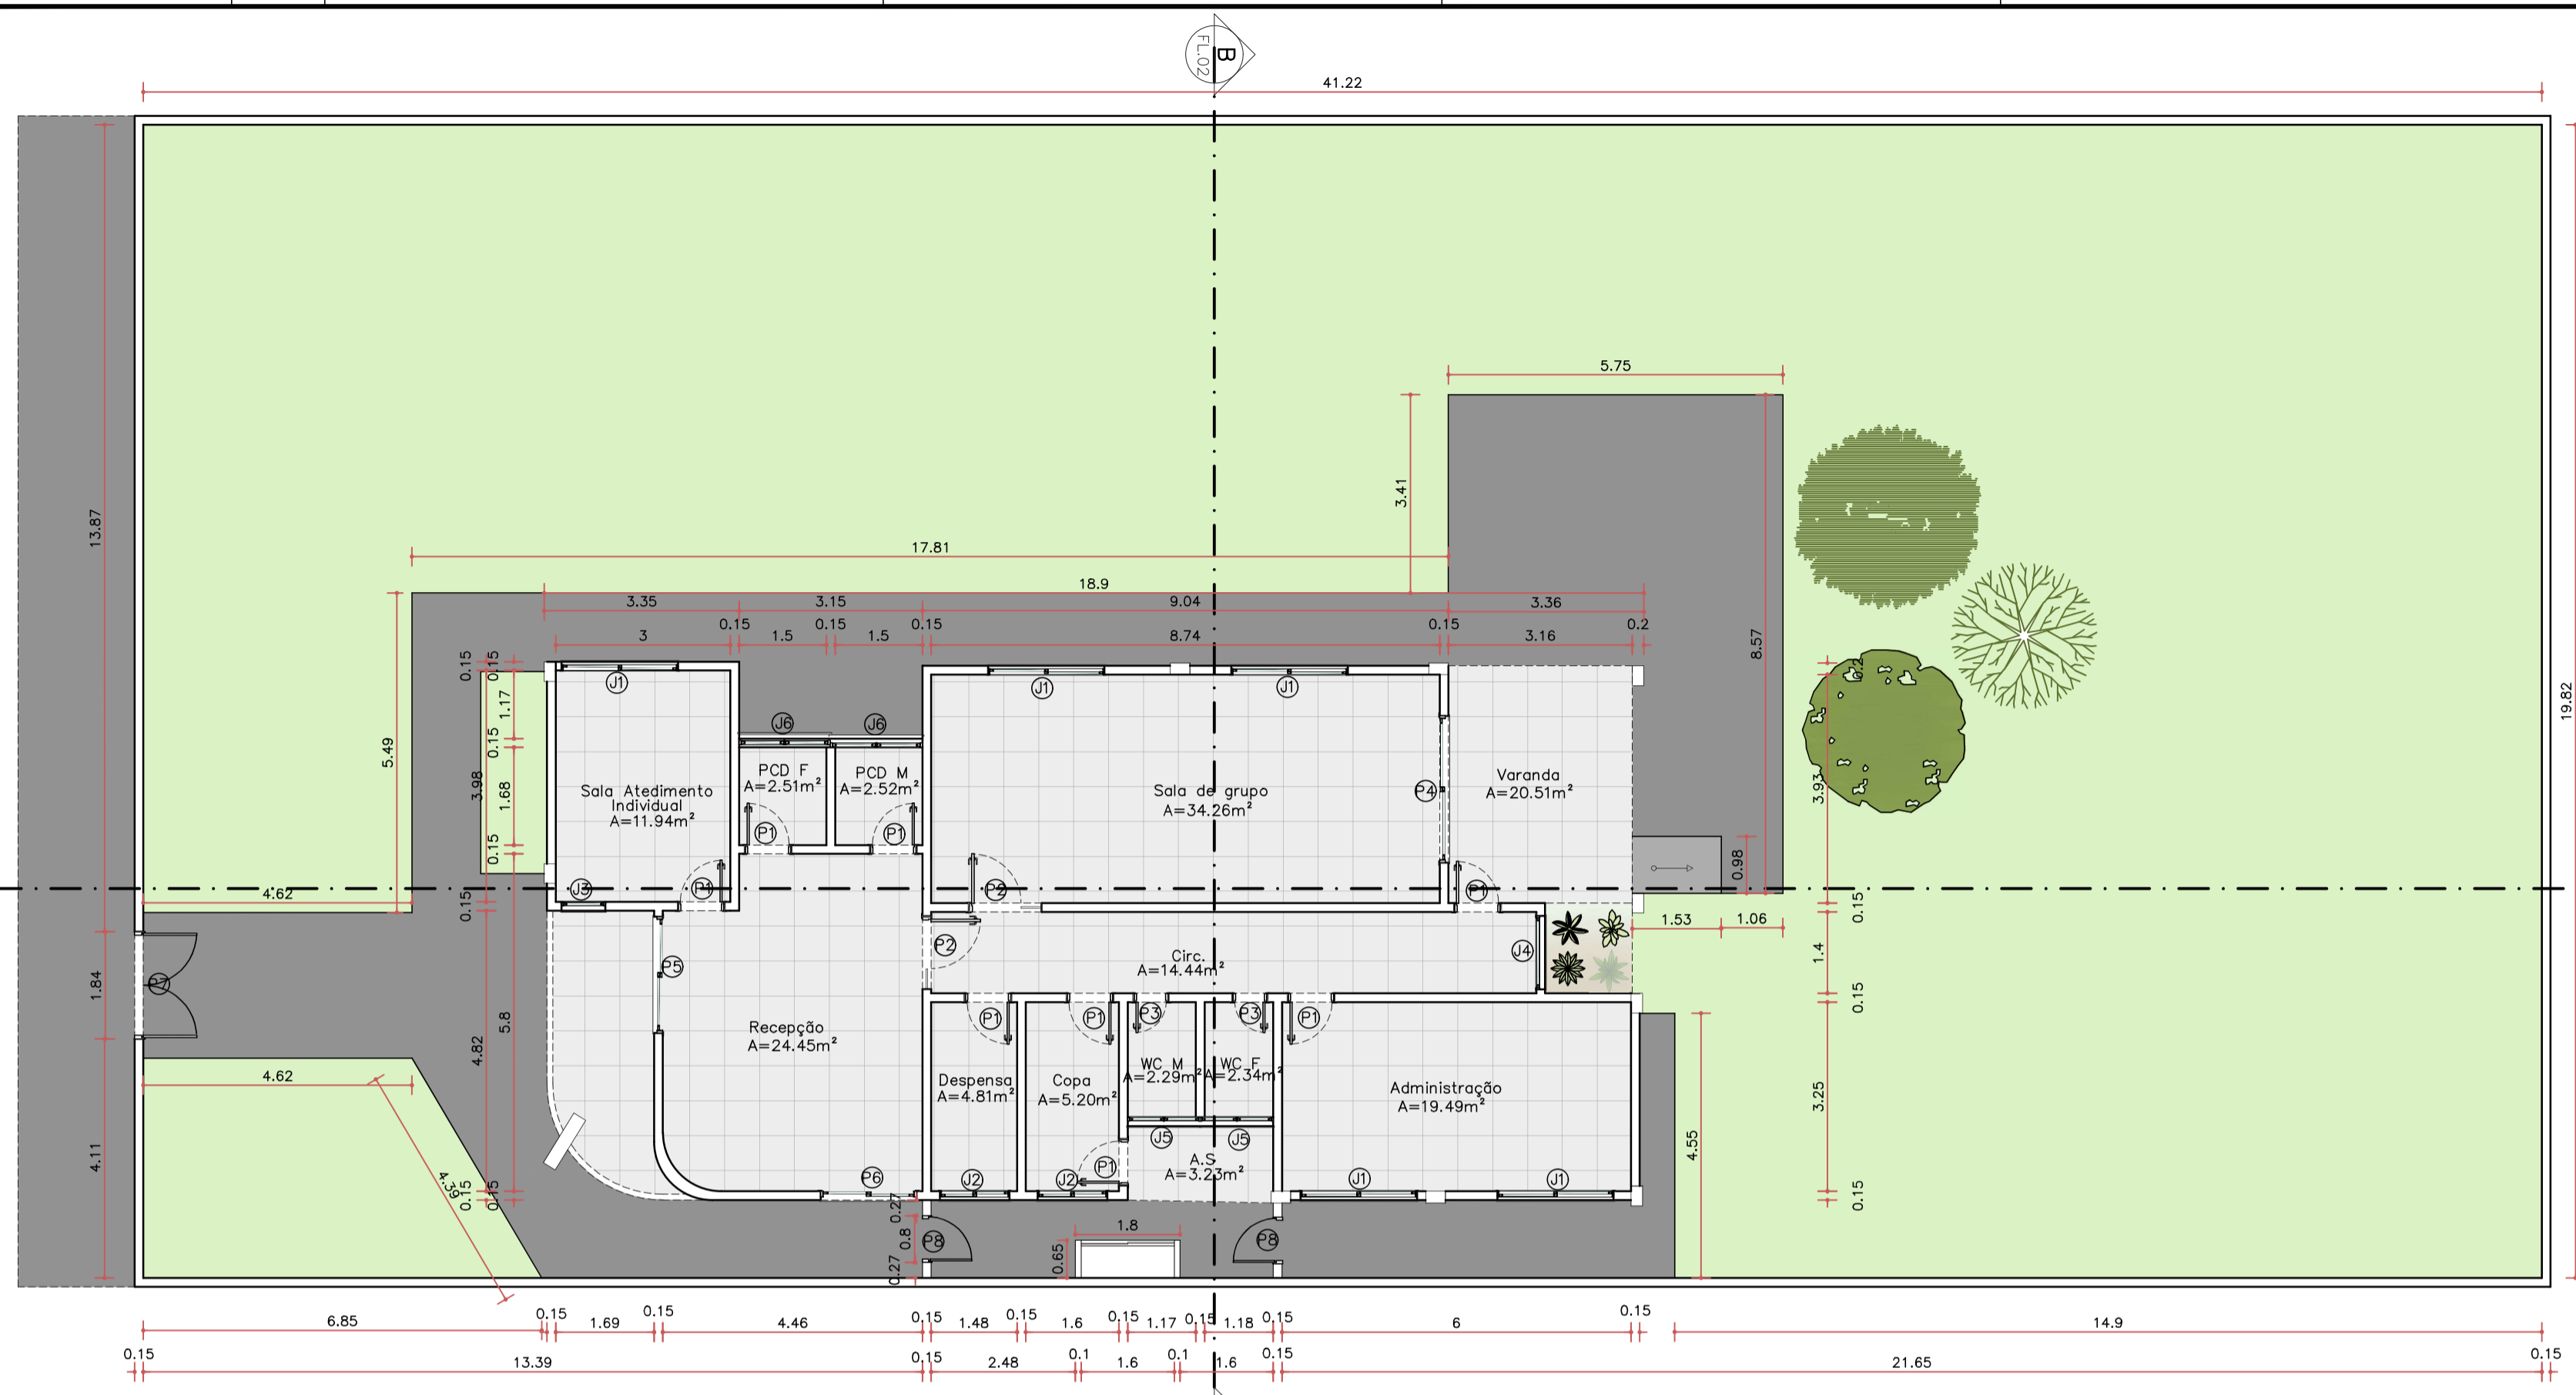 B
FL.02
41.22
5.75
13.87
3.41
17.81
18.9
3.35
3.15
9.04
3.36
0.15
0.15
0.15
0.15
0.2
3
1.5
1.5
8.74
3.16
8.57
19.82
0.15
0.15
J1
J1
J1
0.2
1.17
J6
J6
5.49
0.15
3.98
1.68
PCD F
A=2.51m²
PCD M
A=2.52m²
Sala Atedimento
Individual
A=11.94m²
Sala de grupo
A=34.26m²
P4
Varanda
A=20.51m²
3.93
P1
P1
0.15
0.98
4.62
J3
P1
P2
P1
0.15
0.15
1.53
1.06
P2
J4
1.4
P5
Circ.
A=14.44m²
1.84
P7
0.15
5.8
4.82
Recepção
A=24.45m²
P1
P1
P3
P3
P1
4.62
Despensa
A=4.81m²
Copa
A=5.20m²
WC M
A=2.29m²
WC F
A=2.34m²
Administração
A=19.49m²
3.25
4.11
4.55
J5
J5
P1
A.S.
A=3.23m²
4.39
0.15
0.15
P6
J2
J2
J1
J1
0.15
0.27
0.8
P8
1.8
P8
0.65
0.27
6.85
0.15
1.69
0.15
4.46
0.15
1.48
0.15
1.6
0.15
1.17
0.15
1.18
0.15
6
0.15
14.9
0.15
13.39
0.15
2.48
0.1
1.6
0.1
1.6
0.15
21.65
0.15